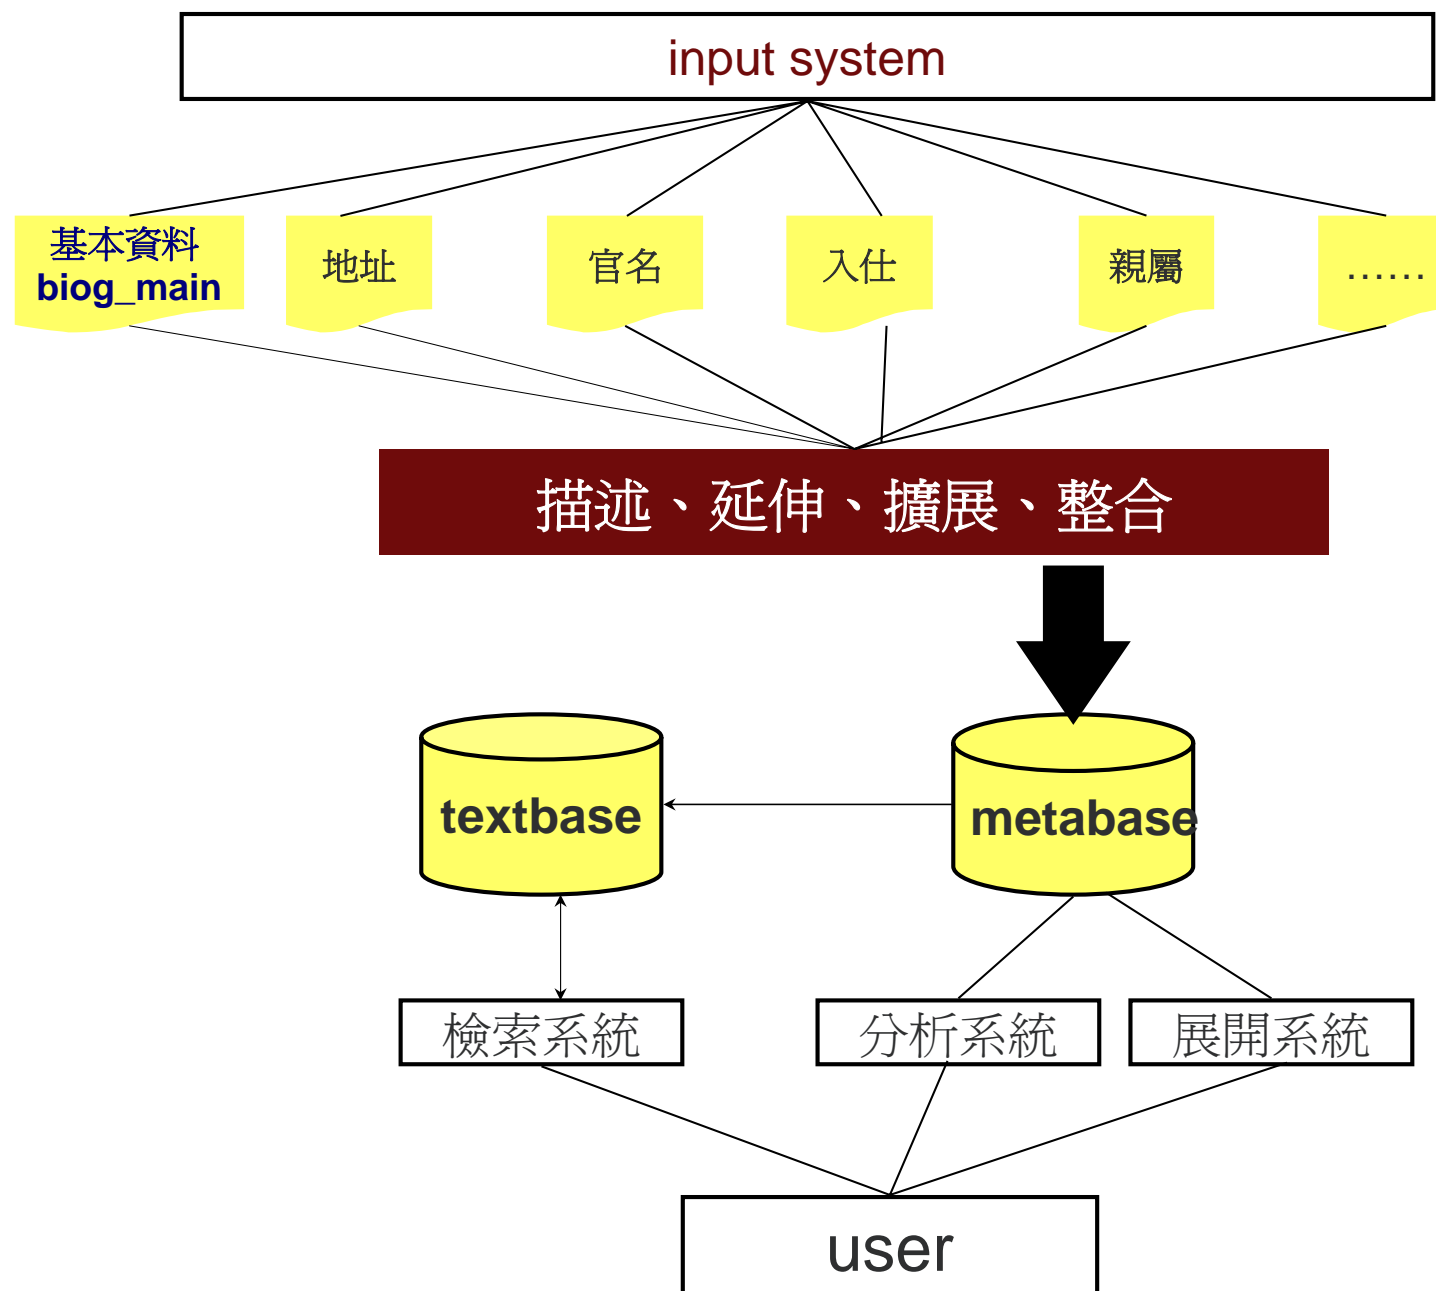 input system
基本資料
biog_main
地址
官名
入仕
親屬
……
描述、延伸、擴展、整合
textbase
metabase
檢索系統
分析系統
展開系統
user